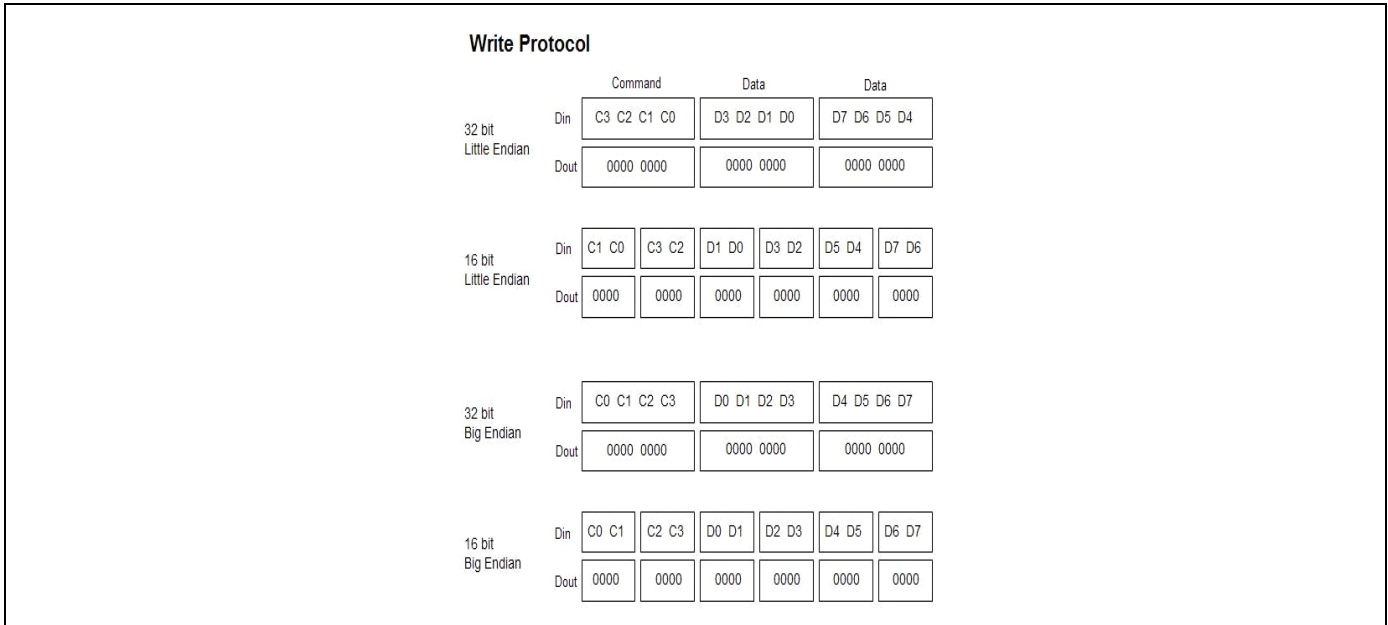 Write Protocol
Command Data Data
32 bit
Little Endian
Din C3 C2 C1 C0 D3 D2 D1 D0 D7 D6 D5 D4
Dout 0000 0000 0000 0000 0000 0000
16 bit
Little Endian
Din C1 C0 C3 C2 D1 D0 D3 D2 D5 D4 D7 D6
Dout 0000 0000 0000 0000 0000 0000
32 bit
Big Endian
Din C0 C1 C2 C3 D0 D1 D2 D3 D4 D5 D6 D7
Dout 0000 0000 0000 0000 0000 0000
16 bit
Big Endian
Din C0 C1 C2 C3 D0 D1 D2 D3 D4 D5 D6 D7
Dout 0000 0000 0000 0000 0000 0000